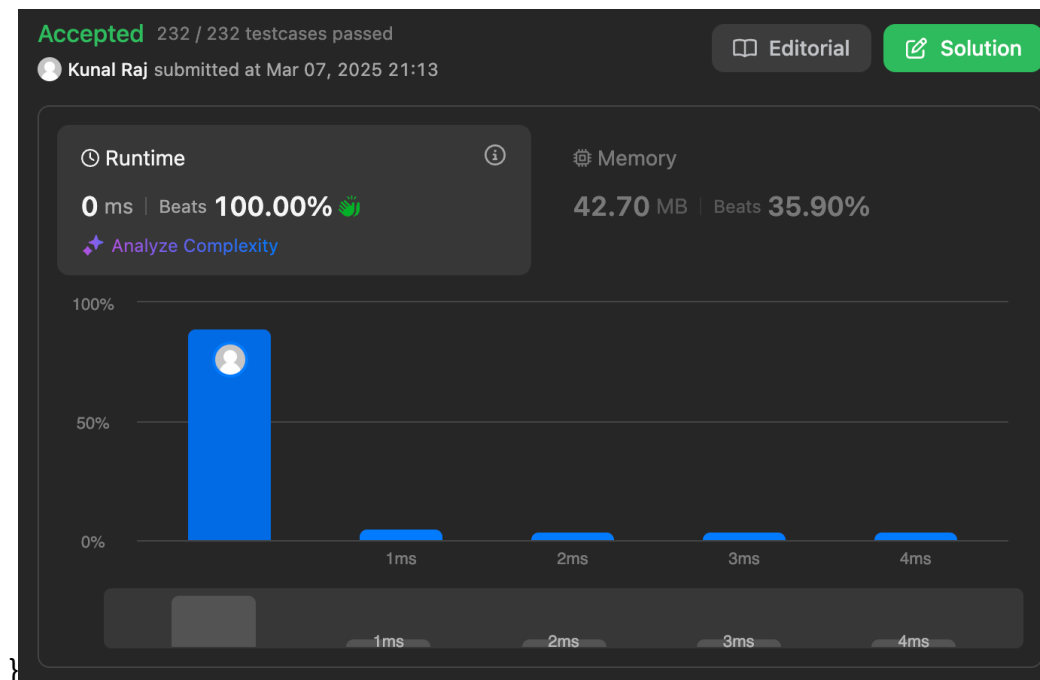 Accepted 232 / 232 testcases passed
Kunal Raj submitted at Mar 07, 2025 21:13
Editorial
Solution
Runtime
0 ms | Beats 100.00%
Analyze Complexity
Memory
42.70 MB | Beats 35.90%
100%
50%
0%
1ms 2ms 3ms 4ms
1ms 2ms 3ms 4ms
}